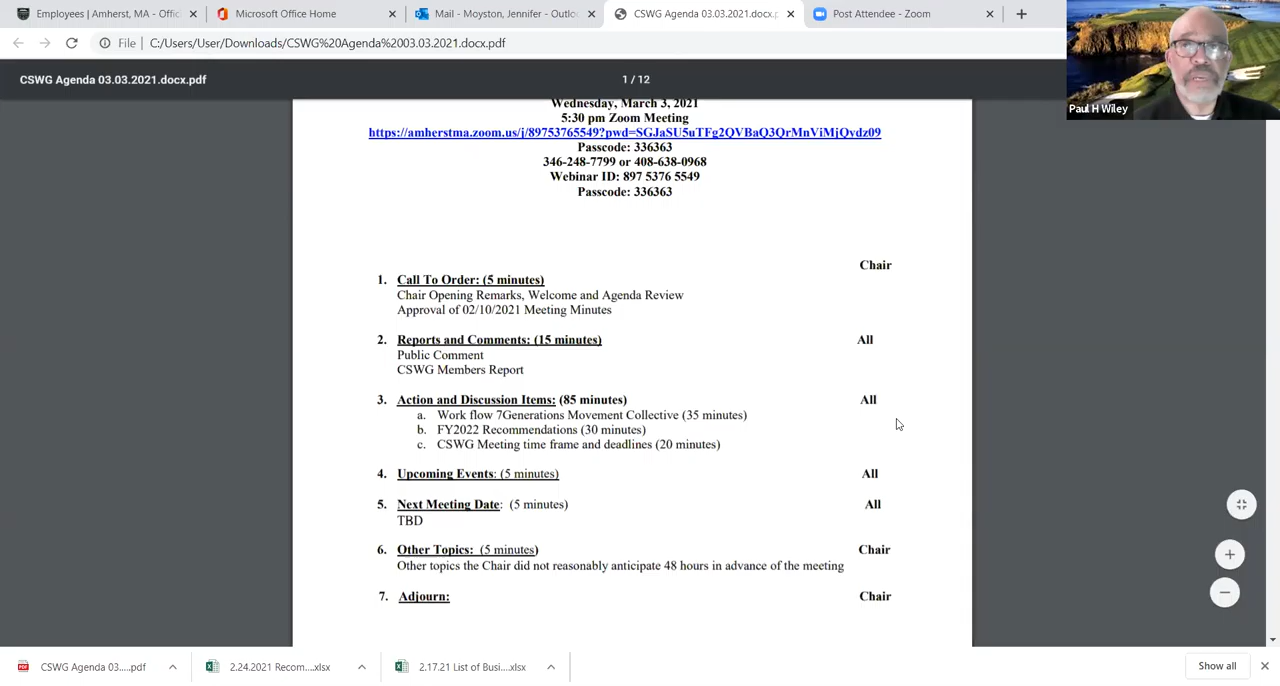 Employees | Amherst, MA - Offic
Microsoft Office Home
Mail - Moyston, Jennifer - Outlo
CSWG Agenda 03.03.2021.docx.p
Post Attendee - Zoom
File | C:/Users/User/Downloads/CSWG%20Agenda%2003.03.2021.docx.pdf
CSWG Agenda 03.03.2021.docx.pdf
1 / 12
Paul H Wiley
Wednesday, March 3, 2021
5:30 pm Zoom Meeting
https://amherstma.zoom.us/j/89753765549?pwd=SGJaSU5uTFg2QVBaQ3QrMnViMjQvdz09
Passcode: 336363
346-248-7799 or 408-638-0968
Webinar ID: 897 5376 5549
Passcode: 336363
Chair
1. Call To Order: (5 minutes)
Chair Opening Remarks, Welcome and Agenda Review
Approval of 02/10/2021 Meeting Minutes
2. Reports and Comments: (15 minutes) All
Public Comment
CSWG Members Report
3. Action and Discussion Items: (85 minutes) All
a. Work flow 7Generations Movement Collective (35 minutes)
b. FY2022 Recommendations (30 minutes)
c. CSWG Meeting time frame and deadlines (20 minutes)
4. Upcoming Events: (5 minutes) All
5. Next Meeting Date: (5 minutes) All
TBD
6. Other Topics: (5 minutes) Chair
Other topics the Chair did not reasonably anticipate 48 hours in advance of the meeting
7. Adjourn: Chair
CSWG Agenda 03.....pdf
2.24.2021 Recom....xlsx
2.17.21 List of Busi....xlsx
Show all